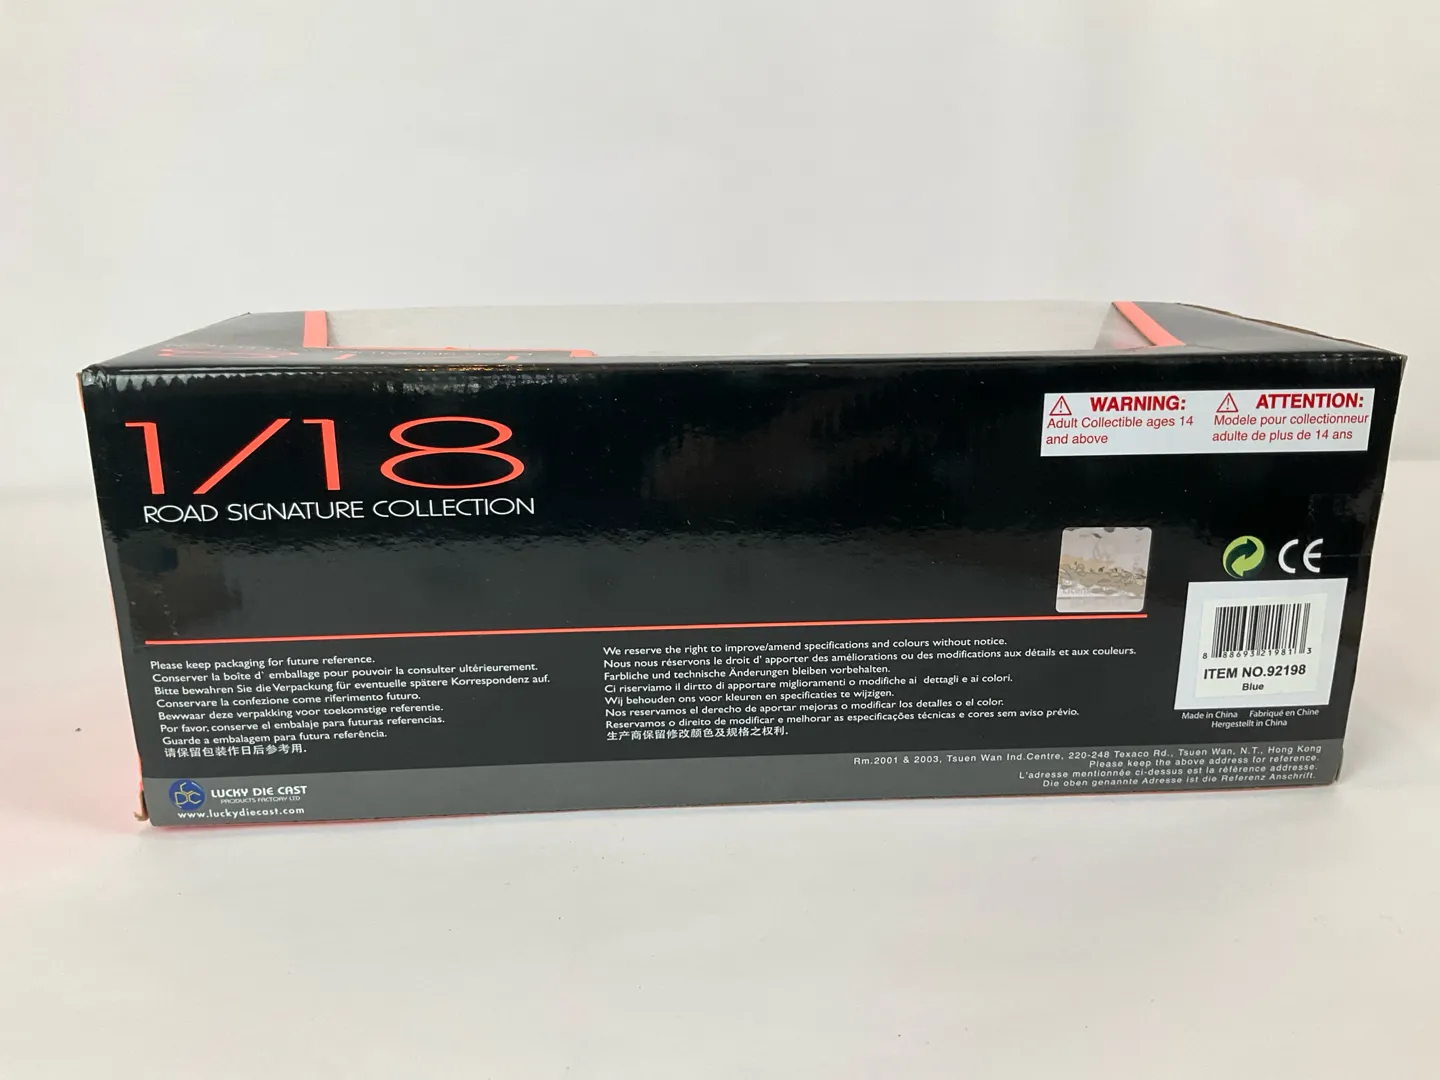 1/18
ROAD SIGNATURE COLLECTION
WARNING:
Adult Collectible ages 14
and above
ATTENTION:
Modele pour collectionneur
adulte de plus de 14 ans
CE
8 88693 21981 3
ITEM NO.92198
Blue
Made in China Fabriqué en Chine
Hergestellt in China
Please keep packaging for future reference.
Conserver la boîte d' emballage pour pouvoir la consulter ultérieurement.
Bitte bewahren Sie die Verpackung für eventuelle spätere Korrespondenz auf.
Conservare la confezione come riferimento futuro.
Bewwaar deze verpakking voor toekomstige referentie.
Por favor, conserve el embalaje para futuras referencias.
Guarde a embalagem para futura referência.
请保留包装作日后参考用.
We reserve the right to improve/amend specifications and colours without notice.
Nous nous réservons le droit d' apporter des améliorations ou des modifications aux détails et aux couleurs.
Farbliche und technische Änderungen bleiben vorbehalten.
Ci riserviamo il dirtto di apportare miglioramenti o modifiche ai dettagli e ai colori.
Wij behouden ons voor kleuren en specificaties te wijzigen.
Nos reservamos el derecho de aportar mejoras o modificar los detalles o el color.
Reservamos o direito de modificar e melhorar as especificações técnicas e cores sem aviso prévio.
生产商保留修改颜色及规格之权利.
LUCKY DIE CAST
PRODUCTS FACTORY LTD
www.luckydiecast.com
Rm.2001 & 2003, Tsuen Wan Ind.Centre, 220-248 Texaco Rd., Tsuen Wan, N.T., Hong Kong
Please keep the above address for reference.
L'adresse mentionnée ci-dessus est la référence addresse.
Die oben genannte Adresse ist die Referenz Anschrift.